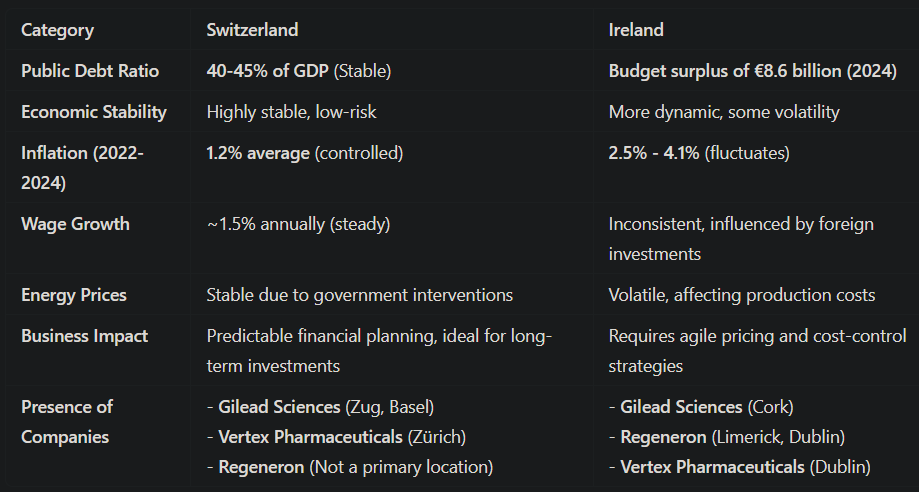 Category Switzerland Ireland
Public Debt Ratio 40-45% of GDP (Stable) Budget surplus of €8.6 billion (2024)
Economic Stability Highly stable, low-risk More dynamic, some volatility
Inflation (2022- 1.2% average (controlled) 2.5% - 4.1% (fluctuates)
2024)
Wage Growth ~1.5% annually (steady) Inconsistent, influenced by foreign
investments
Energy Prices Stable due to government interventions Volatile, affecting production costs
Business Impact Predictable financial planning, ideal for long- Requires agile pricing and cost-control
term investments strategies
Presence of - Gilead Sciences (Zug, Basel) - Gilead Sciences (Cork)
Companies - Vertex Pharmaceuticals (Zürich) - Regeneron (Limerick, Dublin)
- Regeneron (Not a primary location) - Vertex Pharmaceuticals (Dublin)